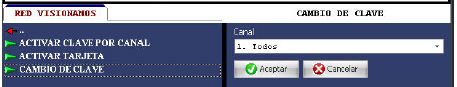 RED VISIONAMOS
CAMBIO DE CLAVE
..
ACTIVAR CLAVE POR CANAL
ACTIVAR TARJETA
CAMBIO DE CLAVE
Canal
1. Todos
Aceptar
Cancelar